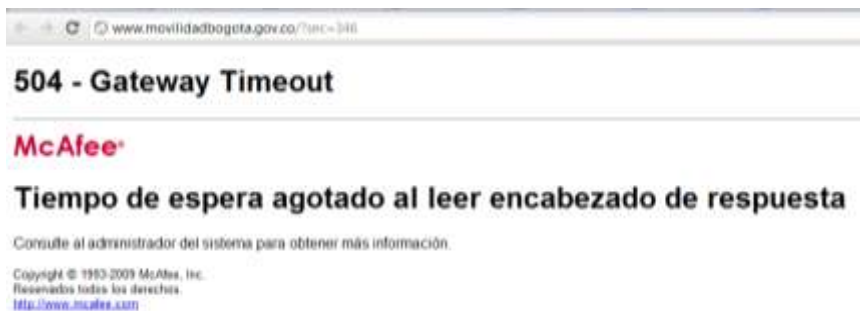 www.movilidadbogota.gov.co/?sec=346
504 - Gateway Timeout
McAfee
Tiempo de espera agotado al leer encabezado de respuesta
Consulte al administrador del sistema para obtener más información.
Copyright © 1993-2009 McAfee, Inc.
Reservados todos los derechos.
http://www.mcafee.com